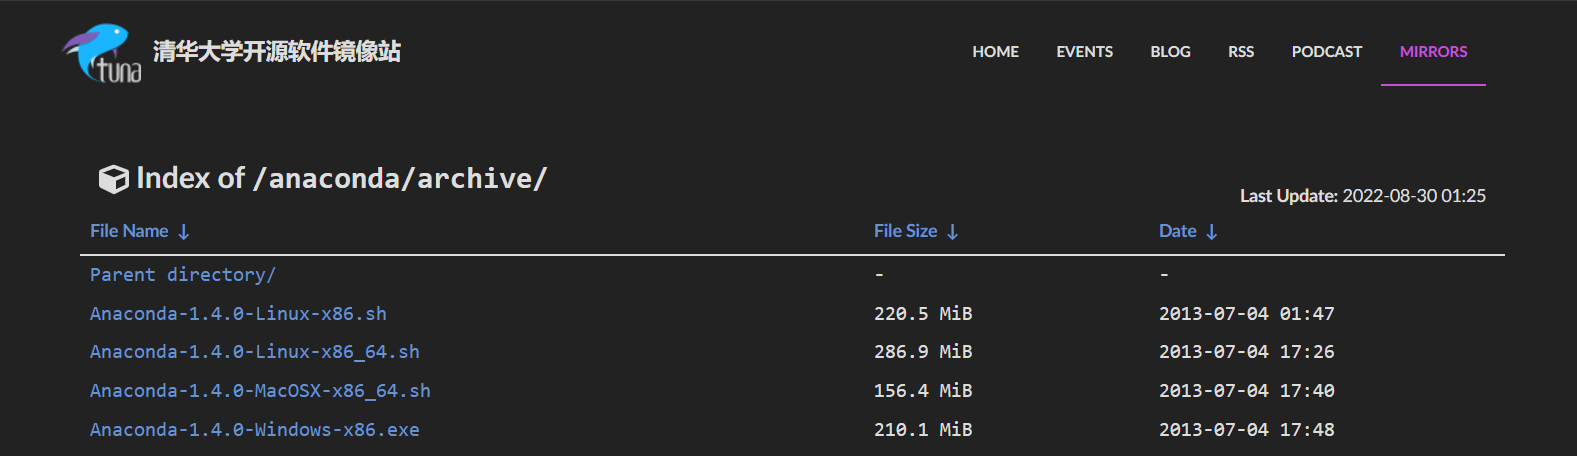 tuna 清华大学开源软件镜像站 HOME EVENTS BLOG RSS PODCAST MIRRORS
Index of /anaconda/archive/
Last Update: 2022-08-30 01:25
File Name ↓ File Size ↓ Date ↓
Parent directory/ - -
Anaconda-1.4.0-Linux-x86.sh 220.5 MiB 2013-07-04 01:47
Anaconda-1.4.0-Linux-x86_64.sh 286.9 MiB 2013-07-04 17:26
Anaconda-1.4.0-MacOSX-x86_64.sh 156.4 MiB 2013-07-04 17:40
Anaconda-1.4.0-Windows-x86.exe 210.1 MiB 2013-07-04 17:48